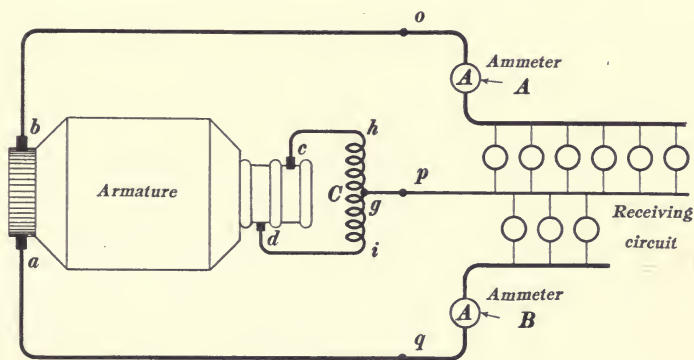 o
A
Ammeter
A
b
c
h
Armature
C
g
p
d
i
a
Receiving
circuit
A
Ammeter
B
q